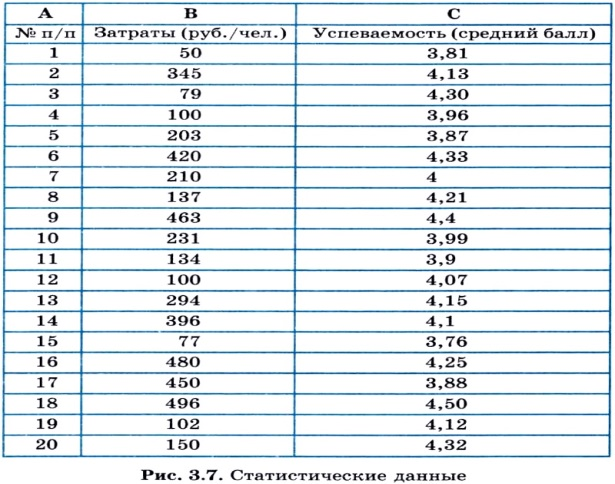 A B C
№ п/п Затраты (руб./чел.) Успеваемость (средний балл)
1 50 3,81
2 345 4,13
3 79 4,30
4 100 3,96
5 203 3,87
6 420 4,33
7 210 4
8 137 4,21
9 463 4,4
10 231 3,99
11 134 3,9
12 100 4,07
13 294 4,15
14 396 4,1
15 77 3,76
16 480 4,25
17 450 3,88
18 496 4,50
19 102 4,12
20 150 4,32
Рис. 3.7. Статистические данные